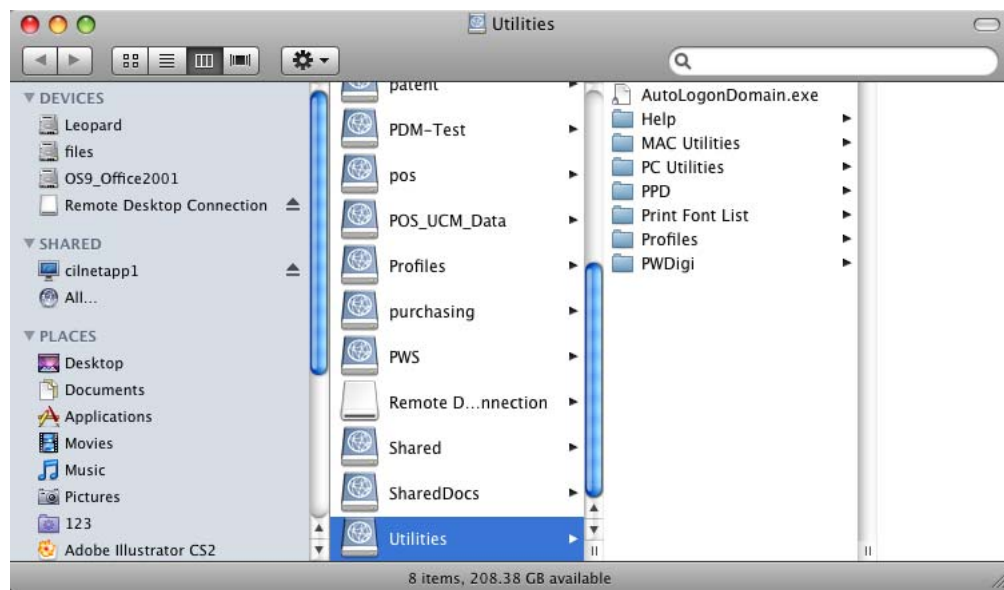 Utilities
DEVICES
Leopard
files
OS9_Office2001
Remote Desktop Connection
SHARED
cilnetapp1
All...
PLACES
Desktop
Documents
Applications
Movies
Music
Pictures
123
Adobe Illustrator CS2
patent
PDM-Test
pos
POS_UCM_Data
Profiles
purchasing
PWS
Remote D...nnection
Shared
SharedDocs
Utilities
AutoLogonDomain.exe
Help
MAC Utilities
PC Utilities
PPD
Print Font List
Profiles
PWDigi
8 items, 208.38 GB available